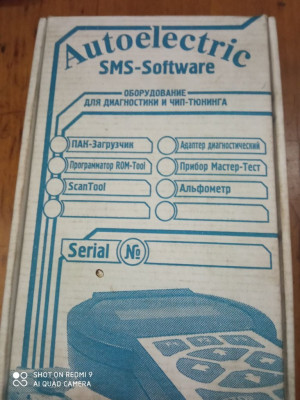 Autoelectric
SMS-Software
ОБОРУДОВАНИЕ
ДЛЯ ДИАГНОСТИКИ И ЧИП-ТЮНИНГА
ПАК-Загрузчик
Адаптер диагностический
Программатор ROM-Tool
Прибор Мастер-Тест
ScanTool
Альфометр
Serial №
SHOT ON REDMI 9
AI QUAD CAMERA